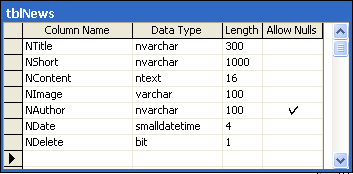 tblNews
Column Name Data Type Length Allow Nulls
NTitle nvarchar 300
NShort nvarchar 1000
NContent ntext 16
NImage varchar 100
NAuthor nvarchar 100 ✓
NDate smalldatetime 4
NDelete bit 1